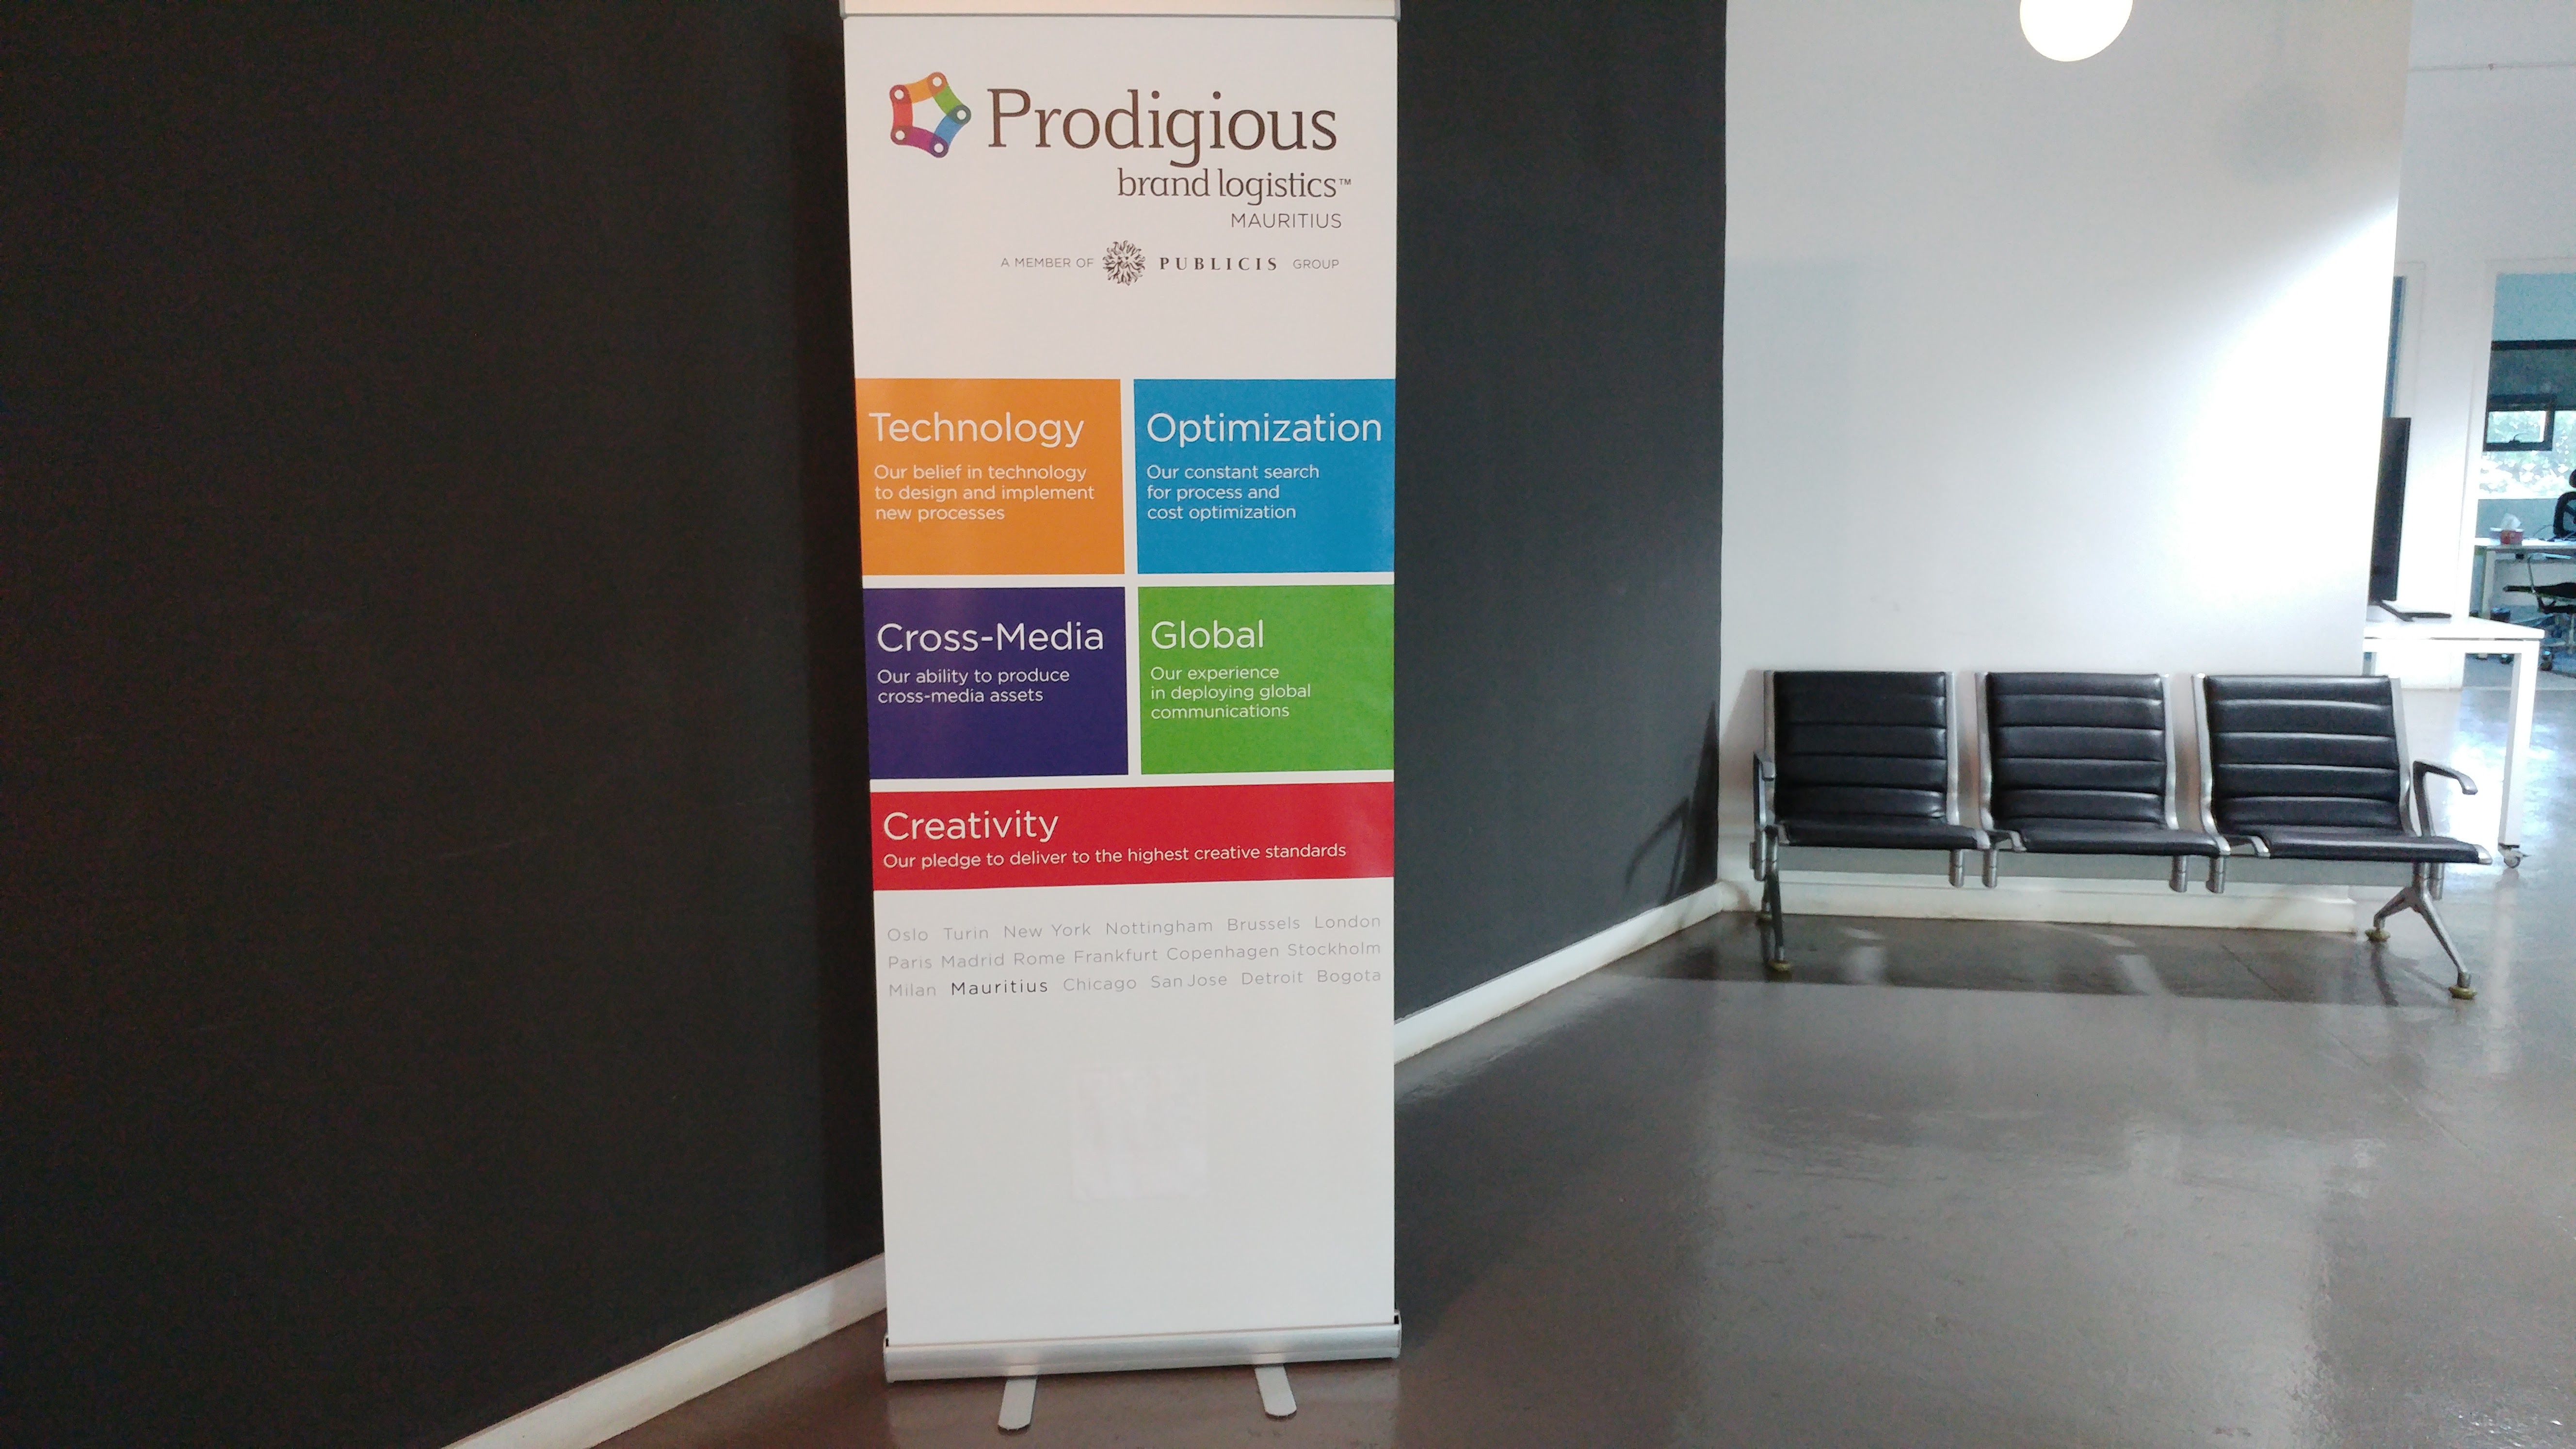 Prodigious
brand logistics™
MAURITIUS
A MEMBER OF PUBLICIS GROUP
Technology
Our belief in technology
to design and implement
new processes
Optimization
Our constant search
for process and
cost optimization
Cross-Media
Our ability to produce
cross-media assets
Global
Our experience
in deploying global
communications
Creativity
Our pledge to deliver to the highest creative standards
Oslo Turin New York Nottingham Brussels London
Paris Madrid Rome Frankfurt Copenhagen Stockholm
Milan Mauritius Chicago San Jose Detroit Bogota